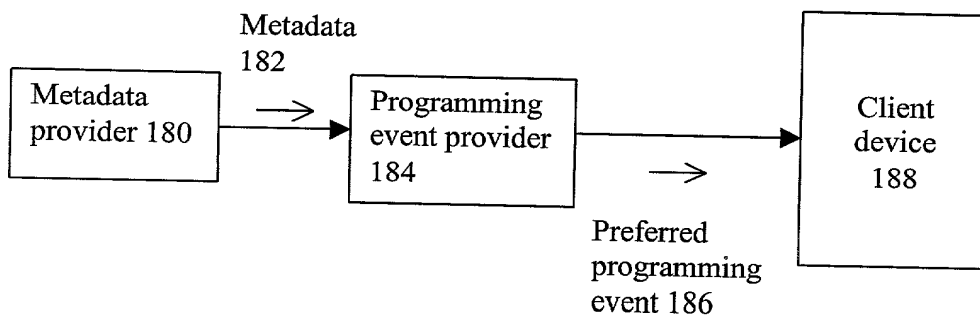 Metadata
182
Metadata
provider 180
Programming
event provider
184
Client
device
188
Preferred
programming
event 186